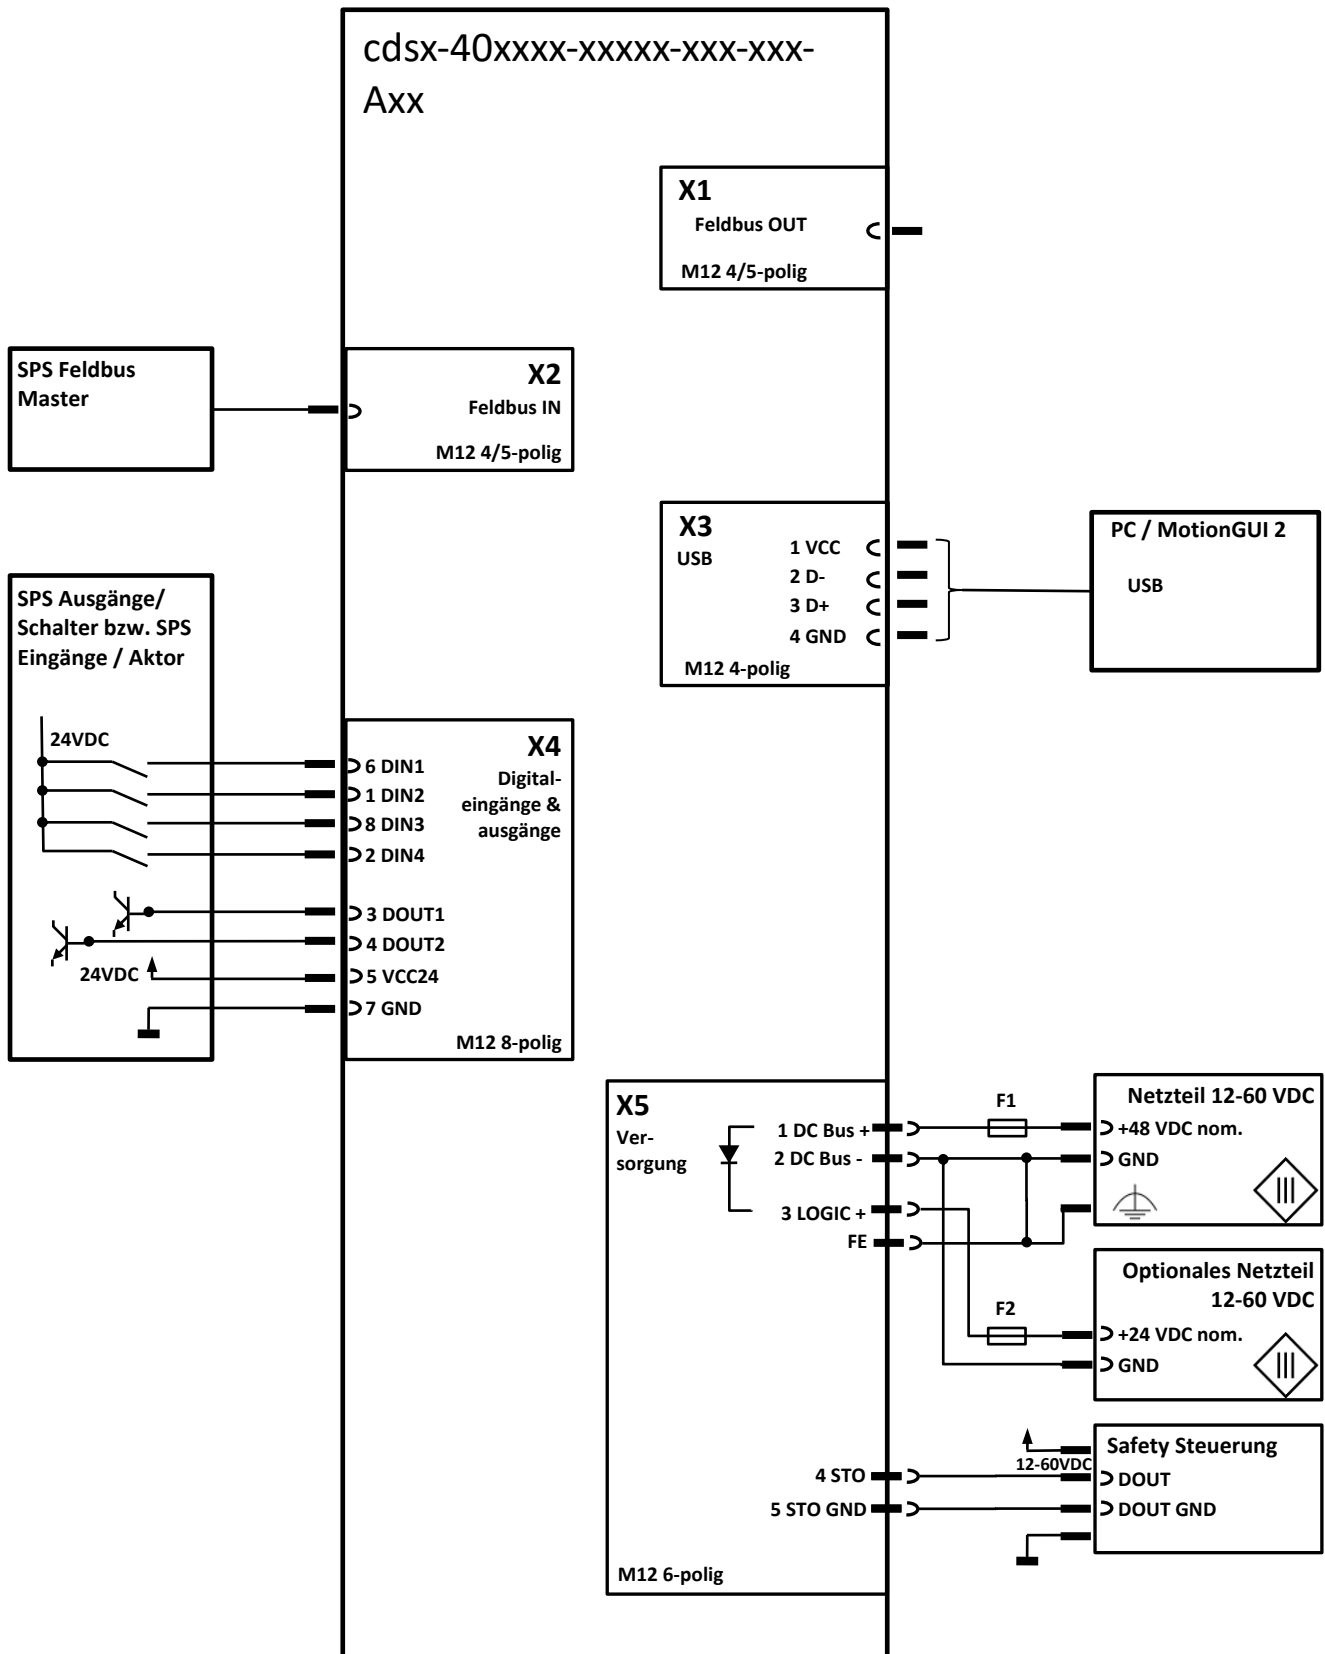 cdsx-40xxxx-xxxxx-xxx-xxx-
Axx
X1
Feldbus OUT
M12 4/5-polig
SPS Feldbus
Master
X2
Feldbus IN
M12 4/5-polig
X3
USB
1 VCC
2 D-
3 D+
4 GND
M12 4-polig
PC / MotionGUI 2
USB
SPS Ausgänge/
Schalter bzw. SPS
Eingänge / Aktor
24VDC
24VDC
X4
Digital-
eingänge &
ausgänge
6 DIN1
1 DIN2
8 DIN3
2 DIN4
3 DOUT1
4 DOUT2
5 VCC24
7 GND
M12 8-polig
X5
Ver-
sorgung
1 DC Bus +
2 DC Bus -
3 LOGIC +
FE
4 STO
5 STO GND
M12 6-polig
F1
Netzteil 12-60 VDC
+48 VDC nom.
GND
III
F2
Optionales Netzteil
12-60 VDC
+24 VDC nom.
GND
III
12-60VDC
Safety Steuerung
DOUT
DOUT GND